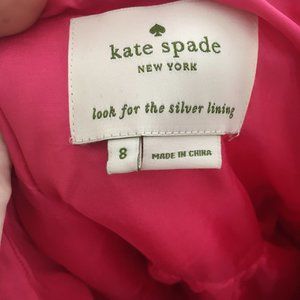 kate spade
NEW YORK
look for the silver lining
8
MADE IN CHINA